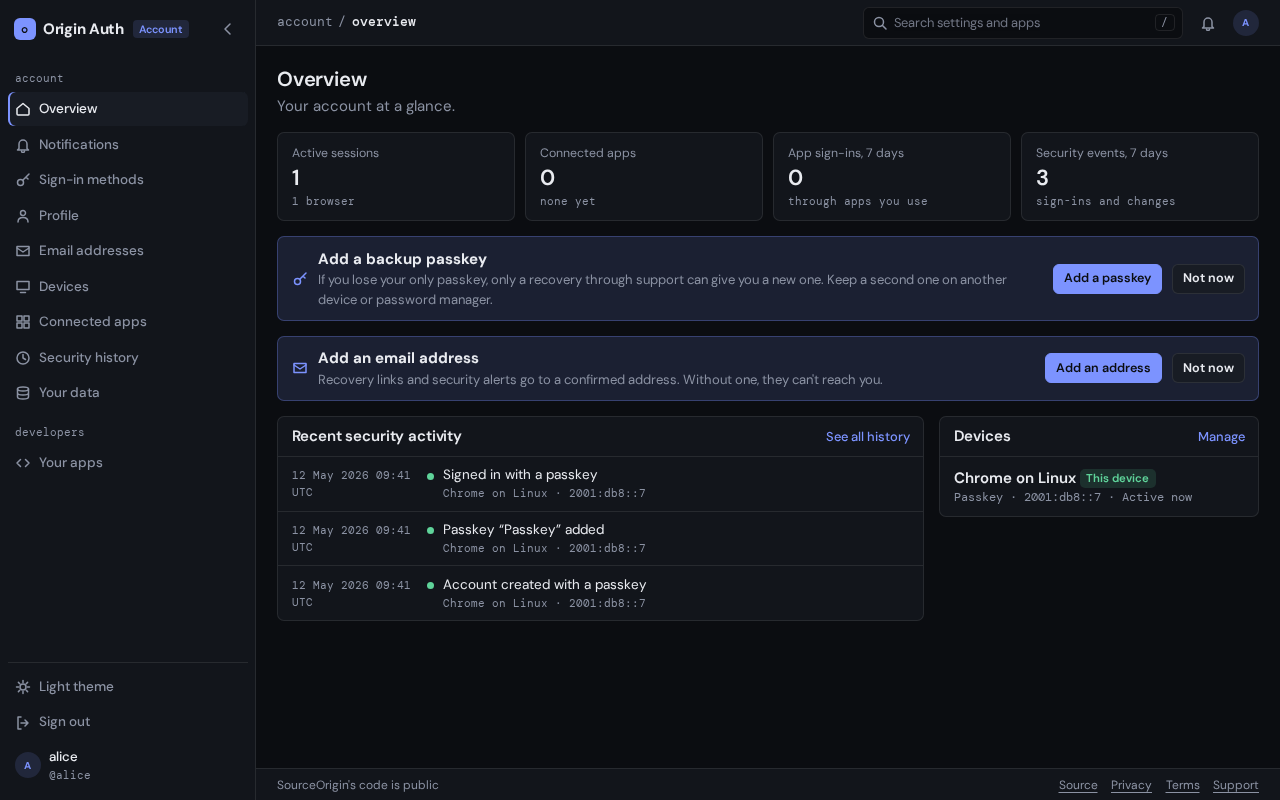 o Origin Auth Account
account
Overview
Notifications
Sign-in methods
Profile
Email addresses
Devices
Connected apps
Security history
Your data
developers
Your apps
Light theme
Sign out
A alice
@alice
account / overview
Search settings and apps /
A
Overview
Your account at a glance.
Active sessions
1
1 browser
Connected apps
0
none yet
App sign-ins, 7 days
0
through apps you use
Security events, 7 days
3
sign-ins and changes
Add a backup passkey
If you lose your only passkey, only a recovery through support can give you a new one. Keep a second one on another
device or password manager.
Add a passkey
Not now
Add an email address
Recovery links and security alerts go to a confirmed address. Without one, they can't reach you.
Add an address
Not now
Recent security activity See all history
12 May 2026 09:41
UTC
Signed in with a passkey
Chrome on Linux · 2001:db8::7
12 May 2026 09:41
UTC
Passkey “Passkey” added
Chrome on Linux · 2001:db8::7
12 May 2026 09:41
UTC
Account created with a passkey
Chrome on Linux · 2001:db8::7
Devices Manage
Chrome on Linux This device
Passkey · 2001:db8::7 · Active now
SourceOrigin's code is public
Source Privacy Terms Support